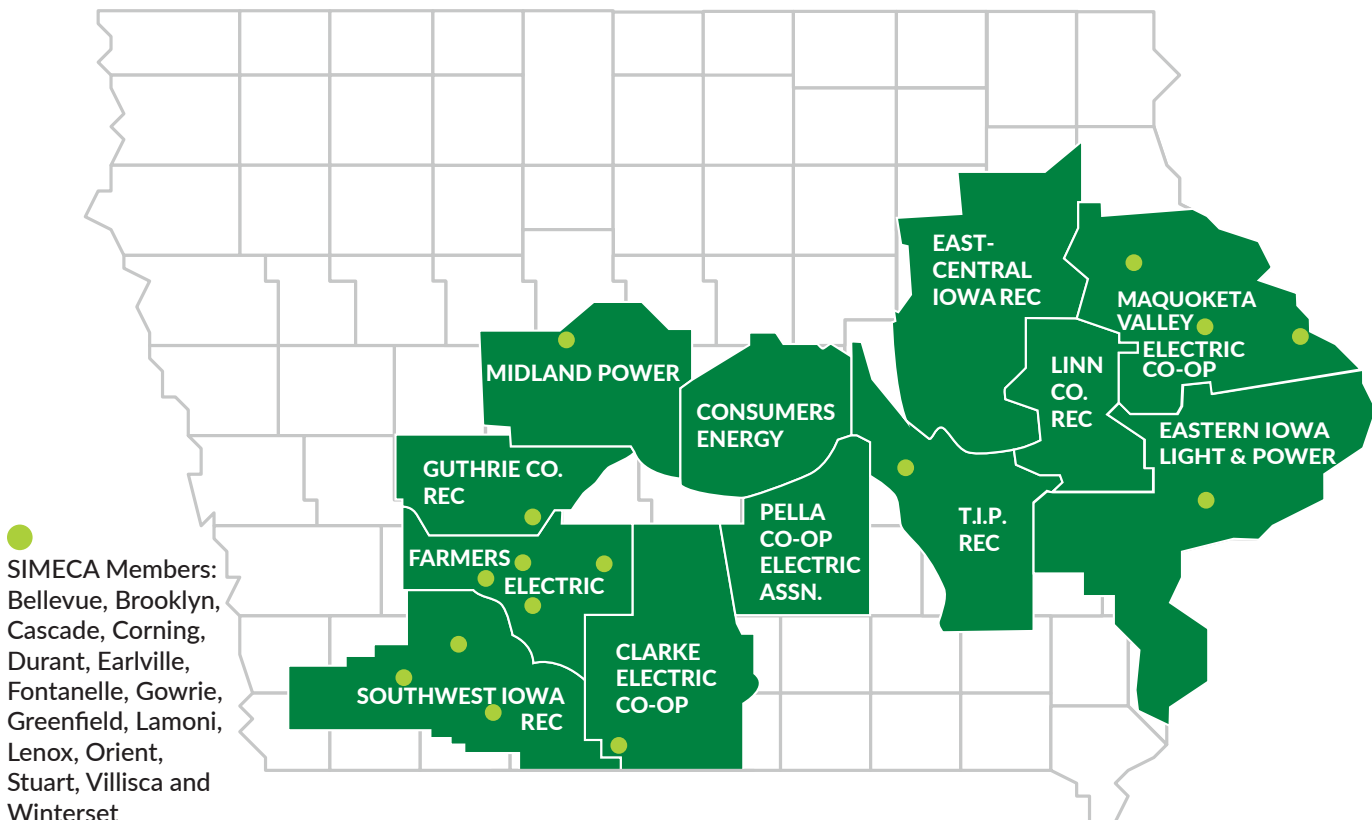 EAST-
CENTRAL
IOWA REC
MAQUOKETA
VALLEY
ELECTRIC
CO-OP
MIDLAND POWER
LINN
CO.
REC
CONSUMERS
ENERGY
EASTERN IOWA
LIGHT & POWER
GUTHRIE CO.
REC
PELLA
CO-OP
ELECTRIC
ASSN.
T.I.P.
REC
FARMERS
ELECTRIC
CLARKE
ELECTRIC
CO-OP
SOUTHWEST IOWA
REC
SIMECA Members:
Bellevue, Brooklyn,
Cascade, Corning,
Durant, Earlville,
Fontanelle, Gowrie,
Greenfield, Lamoni,
Lenox, Orient,
Stuart, Villisca and
Winterset